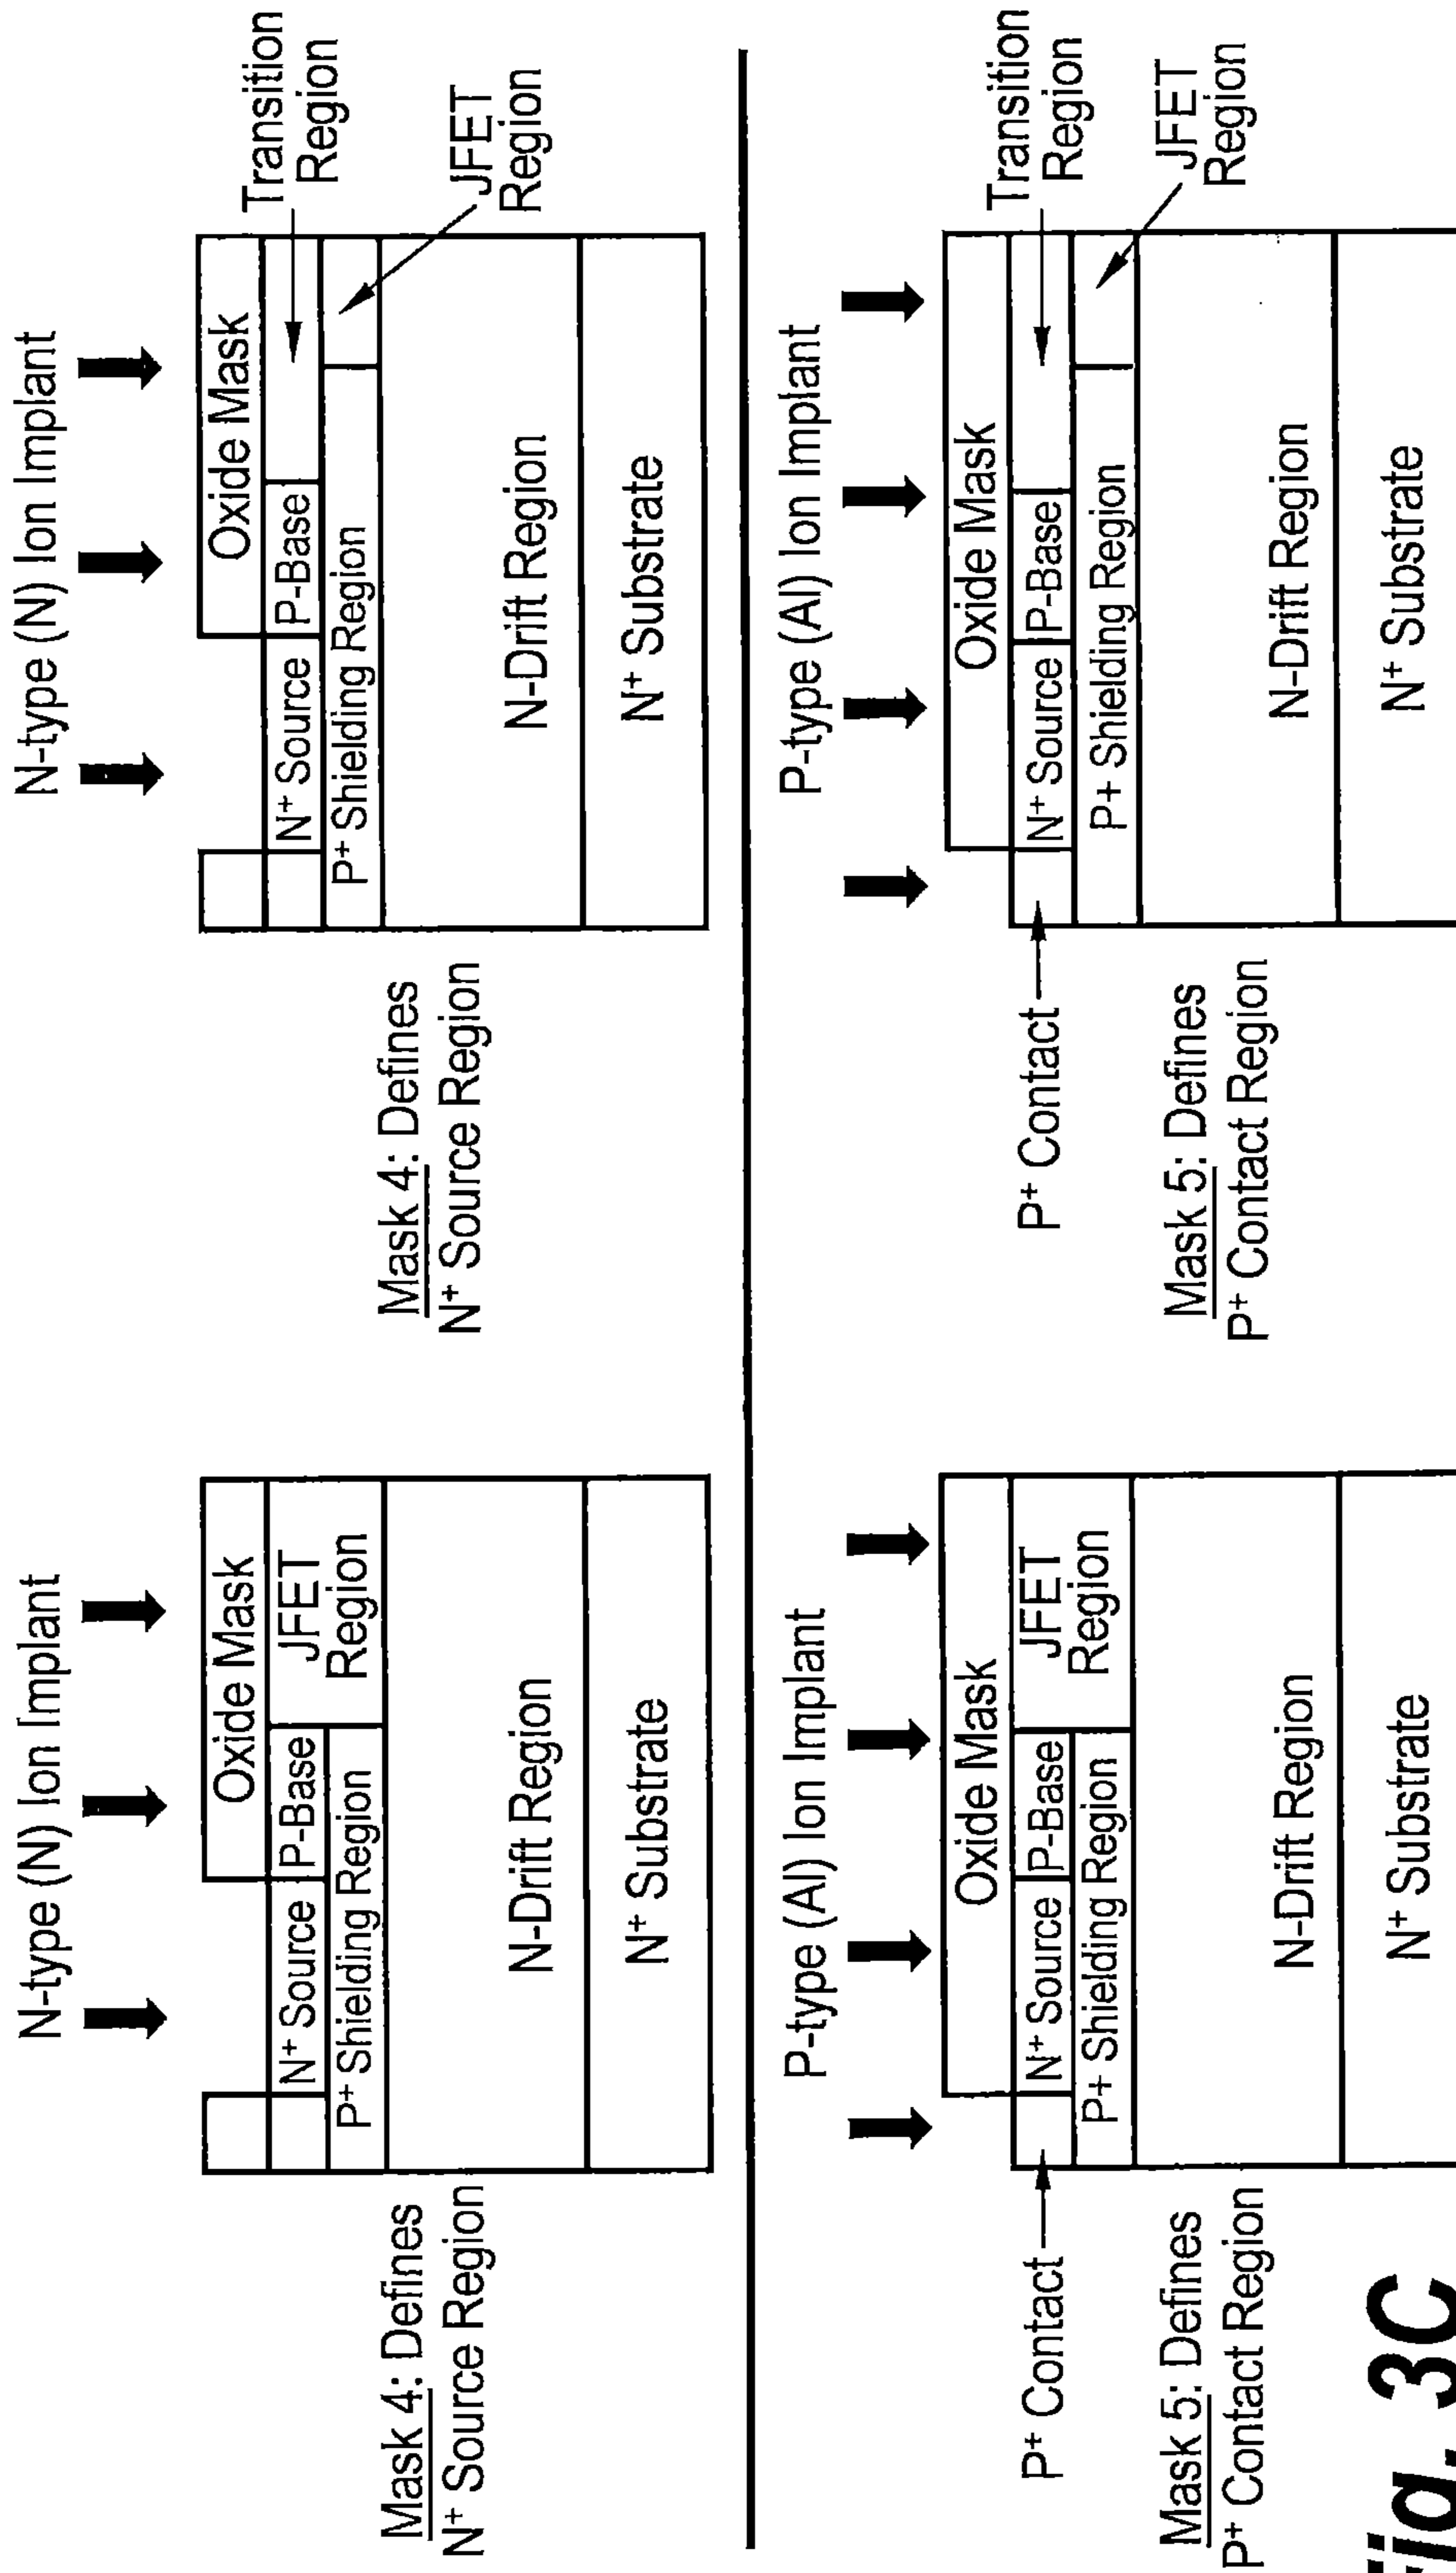 N-type (N) Ion Implant
Oxide Mask
N+ Source
P-Base
JFET
Region
P+ Shielding Region
N-Drift Region
N+ Substrate
Mask 4: Defines
N+ Source Region
N-type (N) Ion Implant
Oxide Mask
Transition
Region
N+ Source
P-Base
P+ Shielding Region
JFET
Region
N-Drift Region
N+ Substrate
Mask 4: Defines
N+ Source Region
P-type (Al) Ion Implant
Oxide Mask
P+ Contact
N+ Source
P-Base
JFET
Region
P+ Shielding Region
N-Drift Region
N+ Substrate
Mask 5: Defines
P+ Contact Region
P-type (Al) Ion Implant
Oxide Mask
Transition
Region
P+ Contact
N+ Source
P-Base
P+ Shielding Region
JFET
Region
N-Drift Region
N+ Substrate
Mask 5: Defines
P+ Contact Region
Fig. 3C